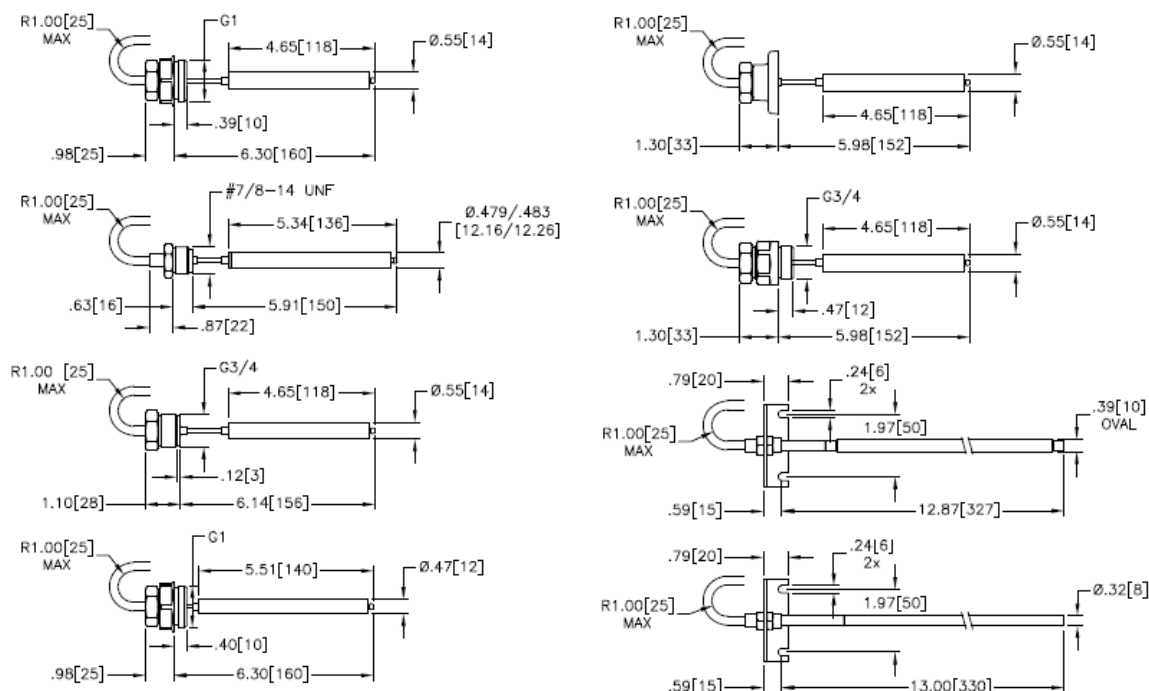 R1.00[25]
MAX
G1
4.65[118]
Ø.55[14]
.39[10]
.98[25]
6.30[160]
R1.00[25]
MAX
Ø.55[14]
4.65[118]
1.30[33]
5.98[152]
R1.00[25]
MAX
#7/8-14 UNF
5.34[136]
Ø.479/.483
[12.16/12.26]
.63[16]
5.91[150]
.87[22]
R1.00[25]
MAX
G3/4
4.65[118]
Ø.55[14]
.47[12]
1.30[33]
5.98[152]
R1.00 [25]
MAX
G3/4
4.65[118]
Ø.55[14]
.12[3]
1.10[28]
6.14[156]
.79[20]
.24[6]
2x
1.97[50]
.39[10]
OVAL
R1.00[25]
MAX
.59[15]
12.87[327]
R1.00[25]
MAX
G1
5.51[140]
Ø.47[12]
.40[10]
.98[25]
6.30[160]
.79[20]
.24[6]
2x
1.97[50]
Ø.32[8]
R1.00[25]
MAX
.59[15]
13.00[330]